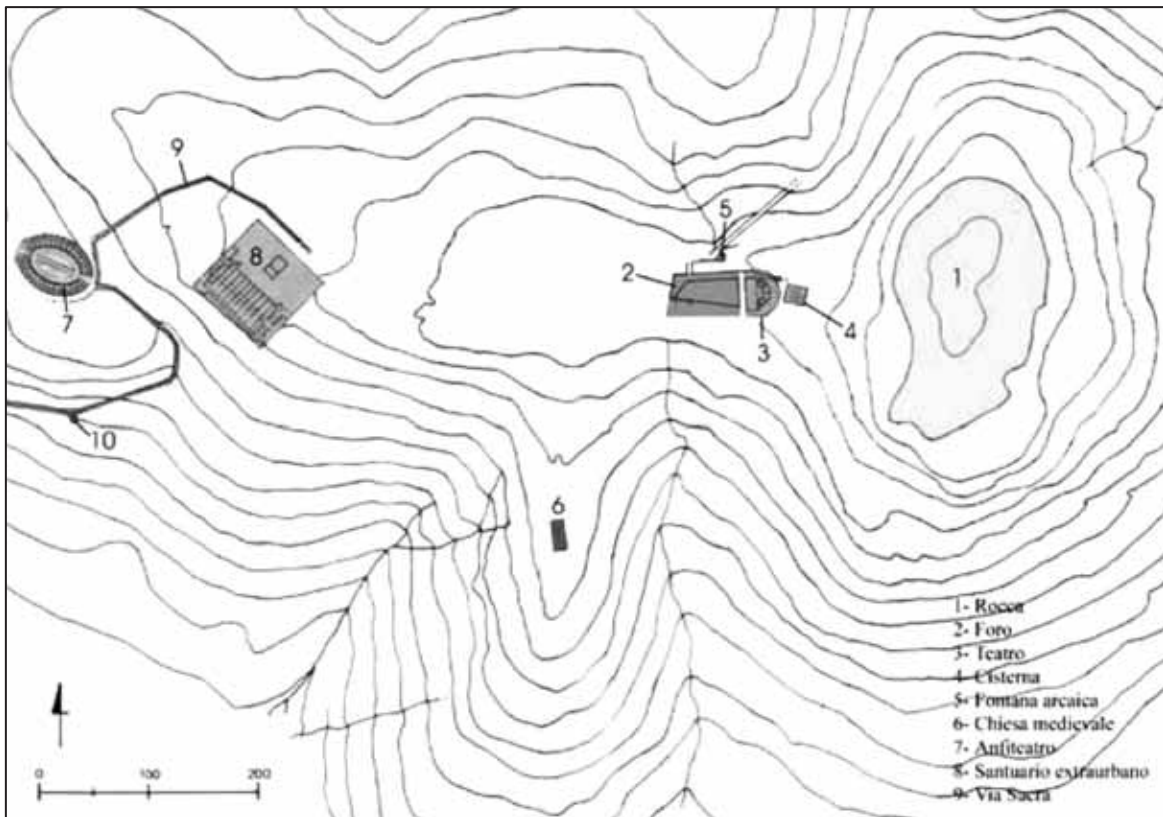 9
5
8
2
1
7
4
3
10
6
1- Rocca
2- Foro
3- Teatro
4- Cisterna
5- Fontana arcaica
6- Chiesa medievale
7- Anfiteatro
8- Santuario extraurbano
9- Via Sacra
0 100 200